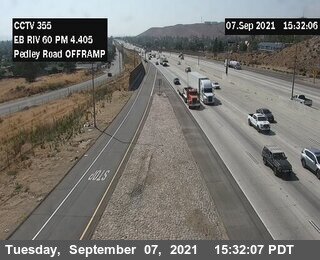 CCTV 355
EB RIV 60 PM 4.405
Pedley Road OFFRAMP
07.Sep 2021 15:32:06
STOP
Tuesday, September 07, 2021 15:32:07 PDT